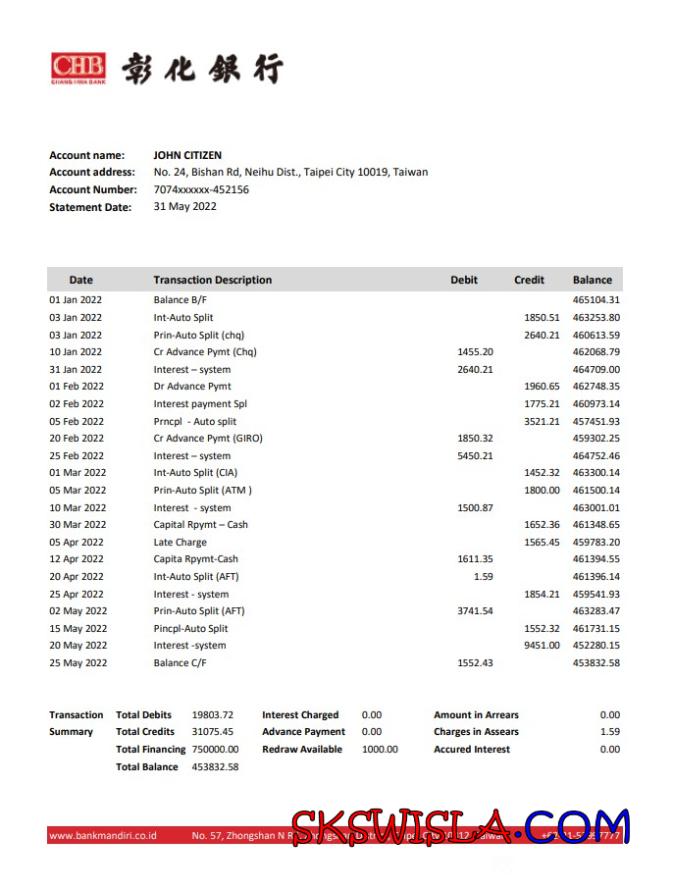 CHB 彰化銀行
CHANG HWA BANK
Account name: JOHN CITIZEN
Account address: No. 24, Bishan Rd, Neihu Dist., Taipei City 10019, Taiwan
Account Number: 7074xxxxxx-452156
Statement Date: 31 May 2022
Date Transaction Description Debit Credit Balance
01 Jan 2022 Balance B/F 465104.31
03 Jan 2022 Int-Auto Split 1850.51 463253.80
03 Jan 2022 Prin-Auto Split (chq) 2640.21 460613.59
10 Jan 2022 Cr Advance Pymt (Chq) 1455.20 462068.79
31 Jan 2022 Interest – system 2640.21 464709.00
01 Feb 2022 Dr Advance Pymt 1960.65 462748.35
02 Feb 2022 Interest payment Spl 1775.21 460973.14
05 Feb 2022 Prncpl - Auto split 3521.21 457451.93
20 Feb 2022 Cr Advance Pymt (GIRO) 1850.32 459302.25
25 Feb 2022 Interest – system 5450.21 464752.46
01 Mar 2022 Int-Auto Split (CIA) 1452.32 463300.14
05 Mar 2022 Prin-Auto Split (ATM ) 1800.00 461500.14
10 Mar 2022 Interest - system 1500.87 463001.01
30 Mar 2022 Capital Rpymt – Cash 1652.36 461348.65
05 Apr 2022 Late Charge 1565.45 459783.20
12 Apr 2022 Capita Rpymt-Cash 1611.35 461394.55
20 Apr 2022 Int-Auto Split (AFT) 1.59 461396.14
25 Apr 2022 Interest - system 1854.21 459541.93
02 May 2022 Prin-Auto Split (AFT) 3741.54 463283.47
15 May 2022 Pincpl-Auto Split 1552.32 461731.15
20 May 2022 Interest -system 9451.00 452280.15
25 May 2022 Balance C/F 1552.43 453832.58
Transaction Total Debits 19803.72 Interest Charged 0.00 Amount in Arrears 0.00
Summary Total Credits 31075.45 Advance Payment 0.00 Charges in Assears 1.59
Total Financing 750000.00 Redraw Available 1000.00 Accured Interest 0.00
Total Balance 453832.58
SKSWISLA.COM
www.bankmandiri.co.id No. 57, Zhongshan N